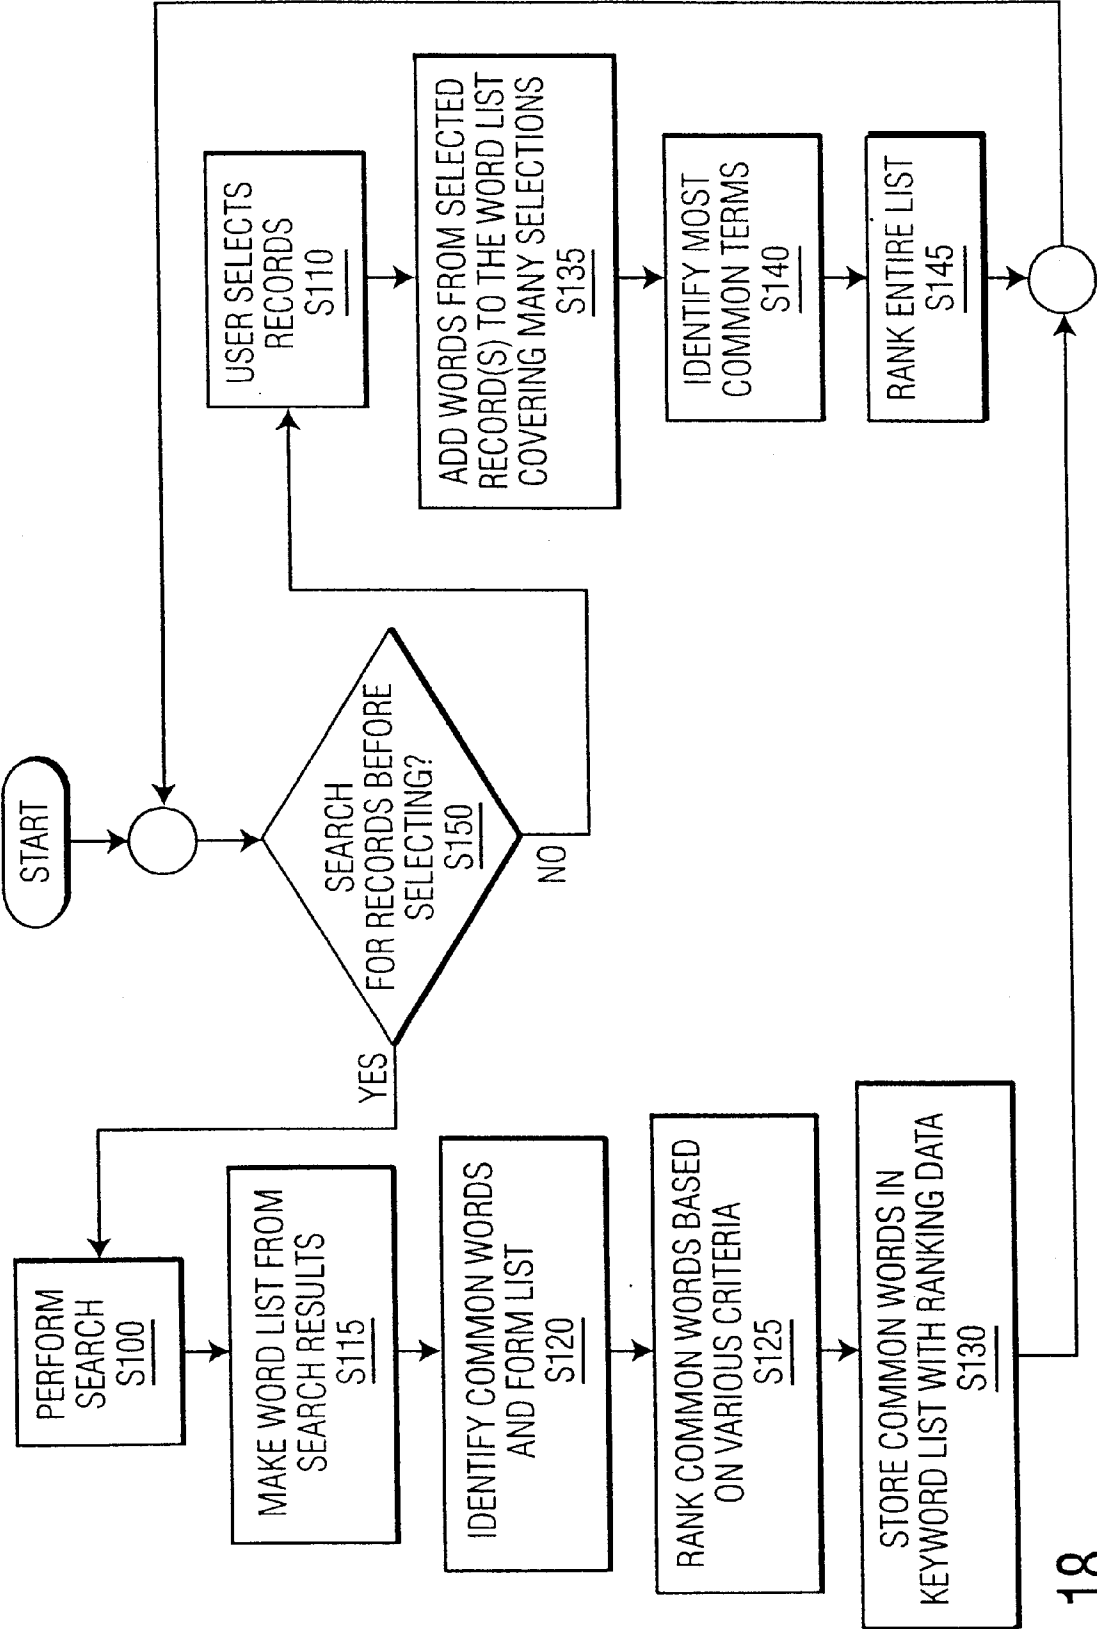 START
SEARCH
FOR RECORDS BEFORE
SELECTING?
S150
YES
NO
PERFORM
SEARCH
S100
MAKE WORD LIST FROM
SEARCH RESULTS
S115
IDENTIFY COMMON WORDS
AND FORM LIST
S120
RANK COMMON WORDS BASED
ON VARIOUS CRITERIA
S125
STORE COMMON WORDS IN
KEYWORD LIST WITH RANKING DATA
S130
USER SELECTS
RECORDS
S110
ADD WORDS FROM SELECTED
RECORD(S) TO THE WORD LIST
COVERING MANY SELECTIONS
S135
IDENTIFY MOST
COMMON TERMS
S140
RANK ENTIRE LIST
S145
18